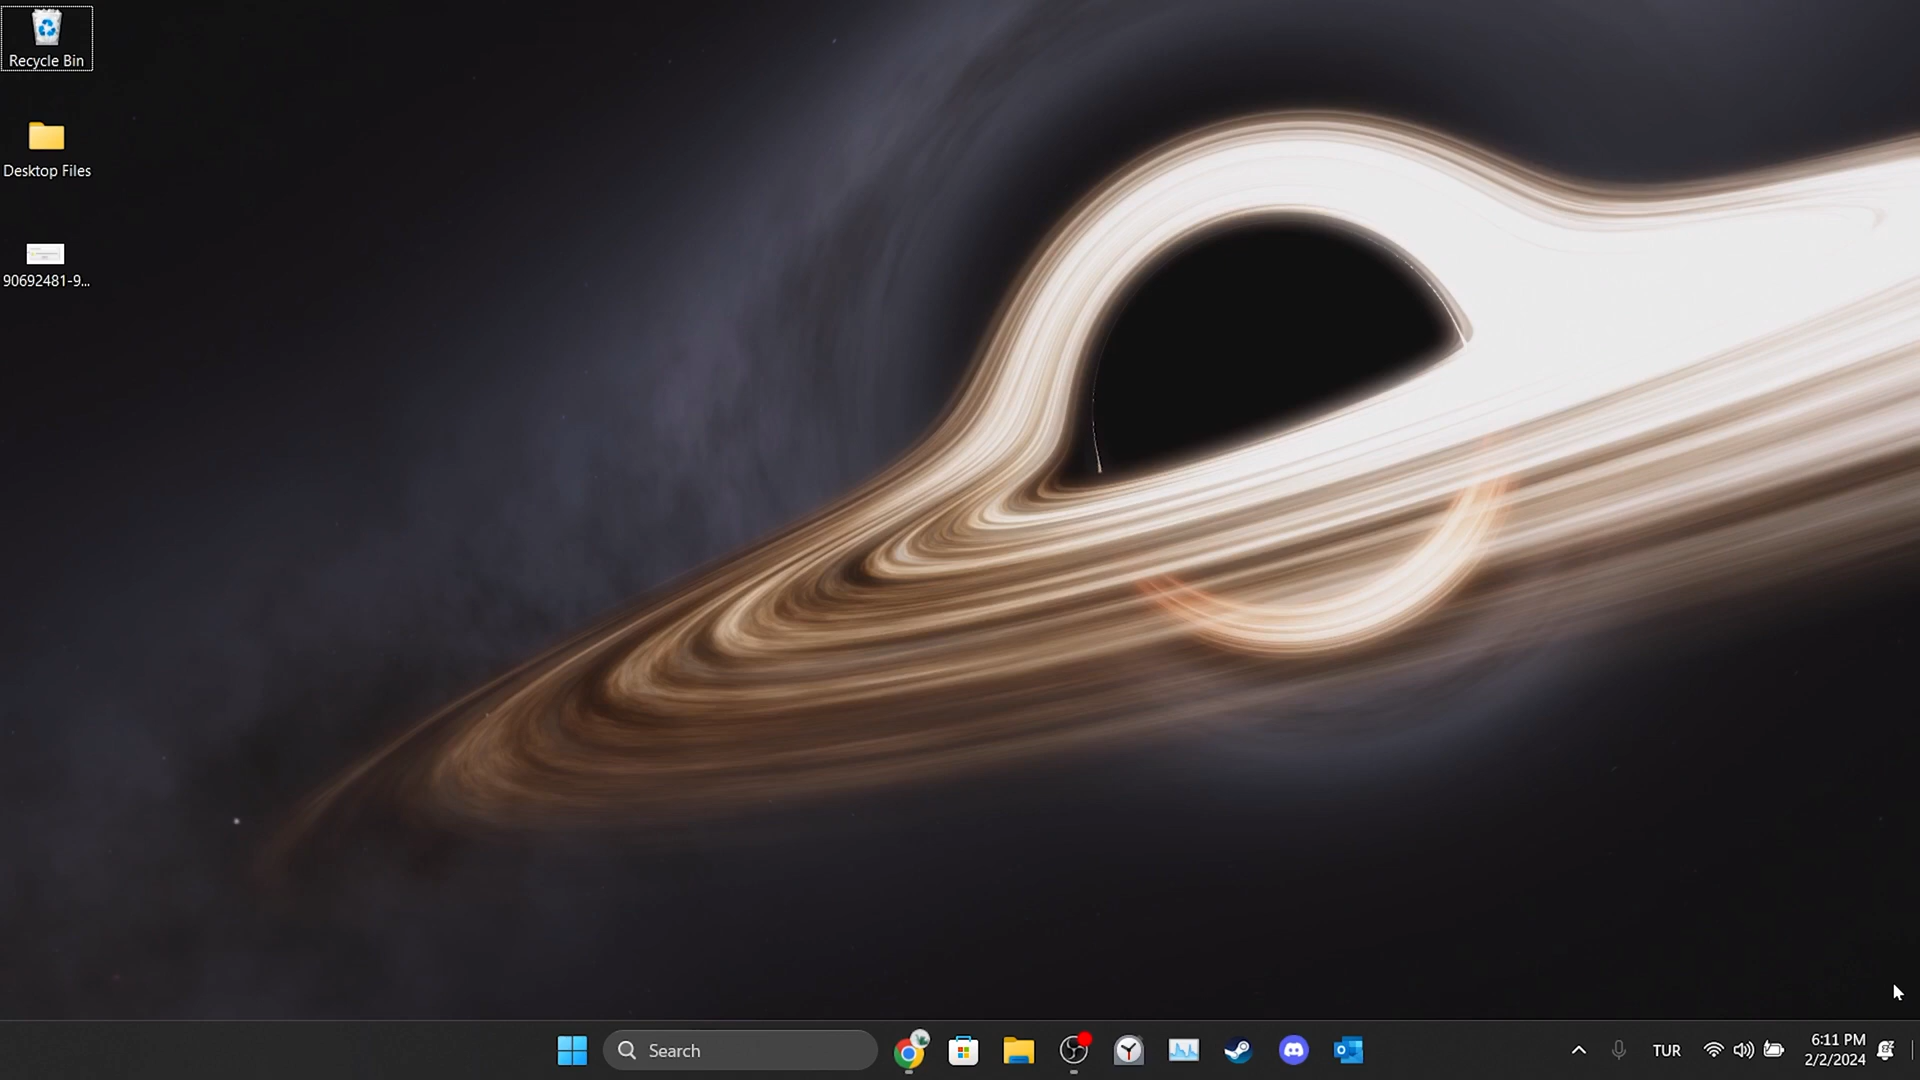 Recycle Bin
Desktop Files
90692481-9...
Search
TUR
6:11 PM
2/2/2024